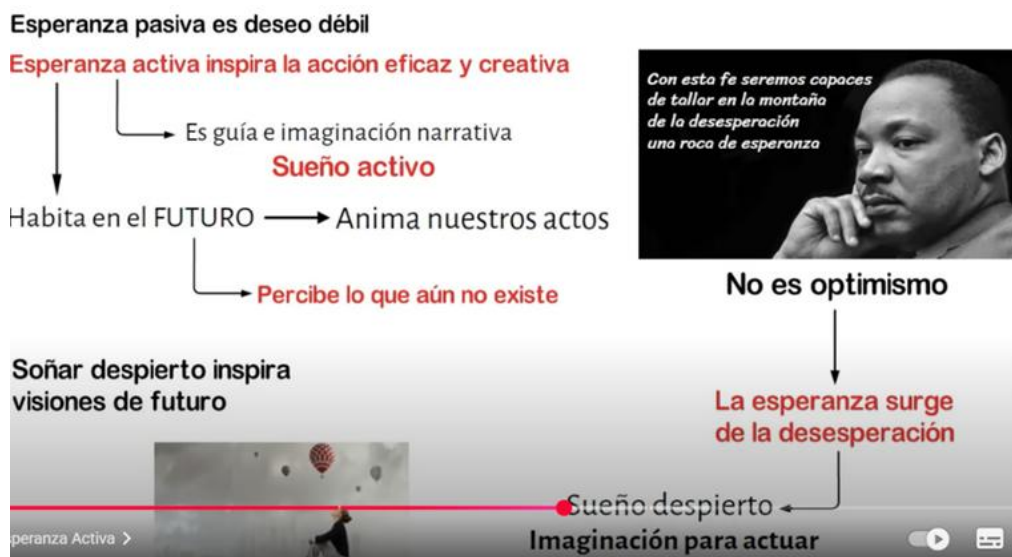 Esperanza pasiva es deseo débil
Esperanza activa inspira la acción eficaz y creativa
Es guía e imaginación narrativa
Sueño activo
Habita en el FUTURO
Anima nuestros actos
Percibe lo que aún no existe
Con esta fe seremos capaces
de tallar en la montaña
de la desesperación
una roca de esperanza
No es optimismo
La esperanza surge
de la desesperación
Sueño despierto
Imaginación para actuar
Soñar despierto inspira
visiones de futuro
speranza Activa >